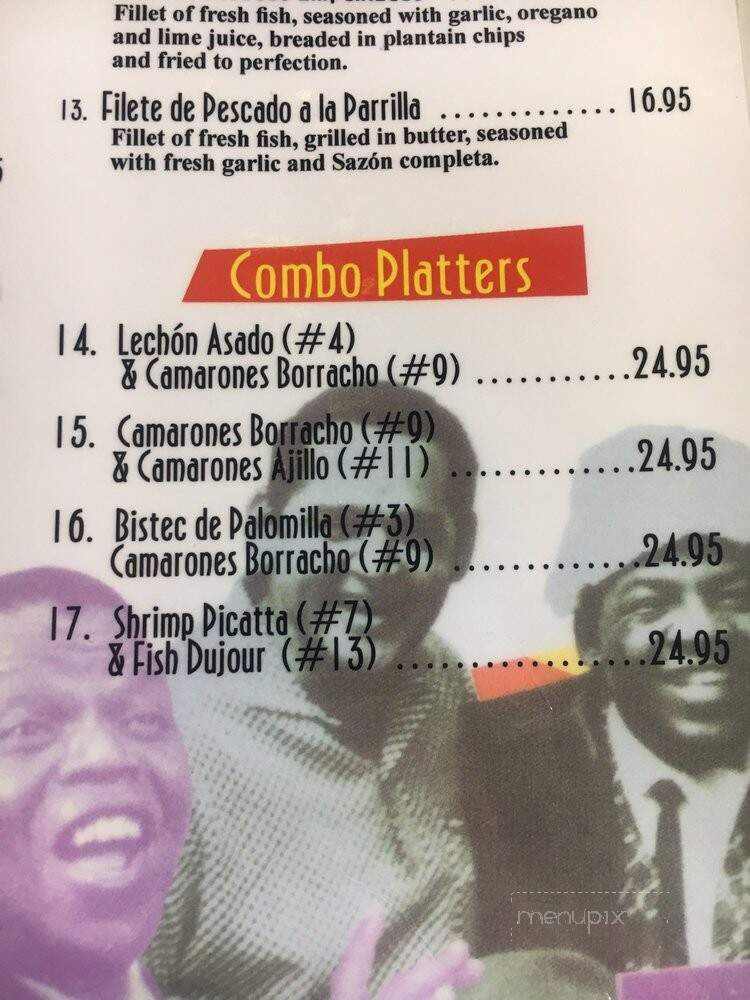 Fillet of fresh fish, seasoned with garlic, oregano
and lime juice, breaded in plantain chips
and fried to perfection.
13. Filete de Pescado a la Parrilla ............. 16.95
Fillet of fresh fish, grilled in butter, seasoned
with fresh garlic and Sazón completa.
Combo Platters
14. Lechón Asado (#4)
& Camarones Borracho (#9) ...........24.95
15. Camarones Borracho (#9)
& Camarones Ajillo (#11) .............24.95
16. Bistec de Palomilla (#3)
Camarones Borracho (#9) .............24.95
17. Shrimp Picatta (#7)
& Fish Dujour (#13) .................24.95
menupix